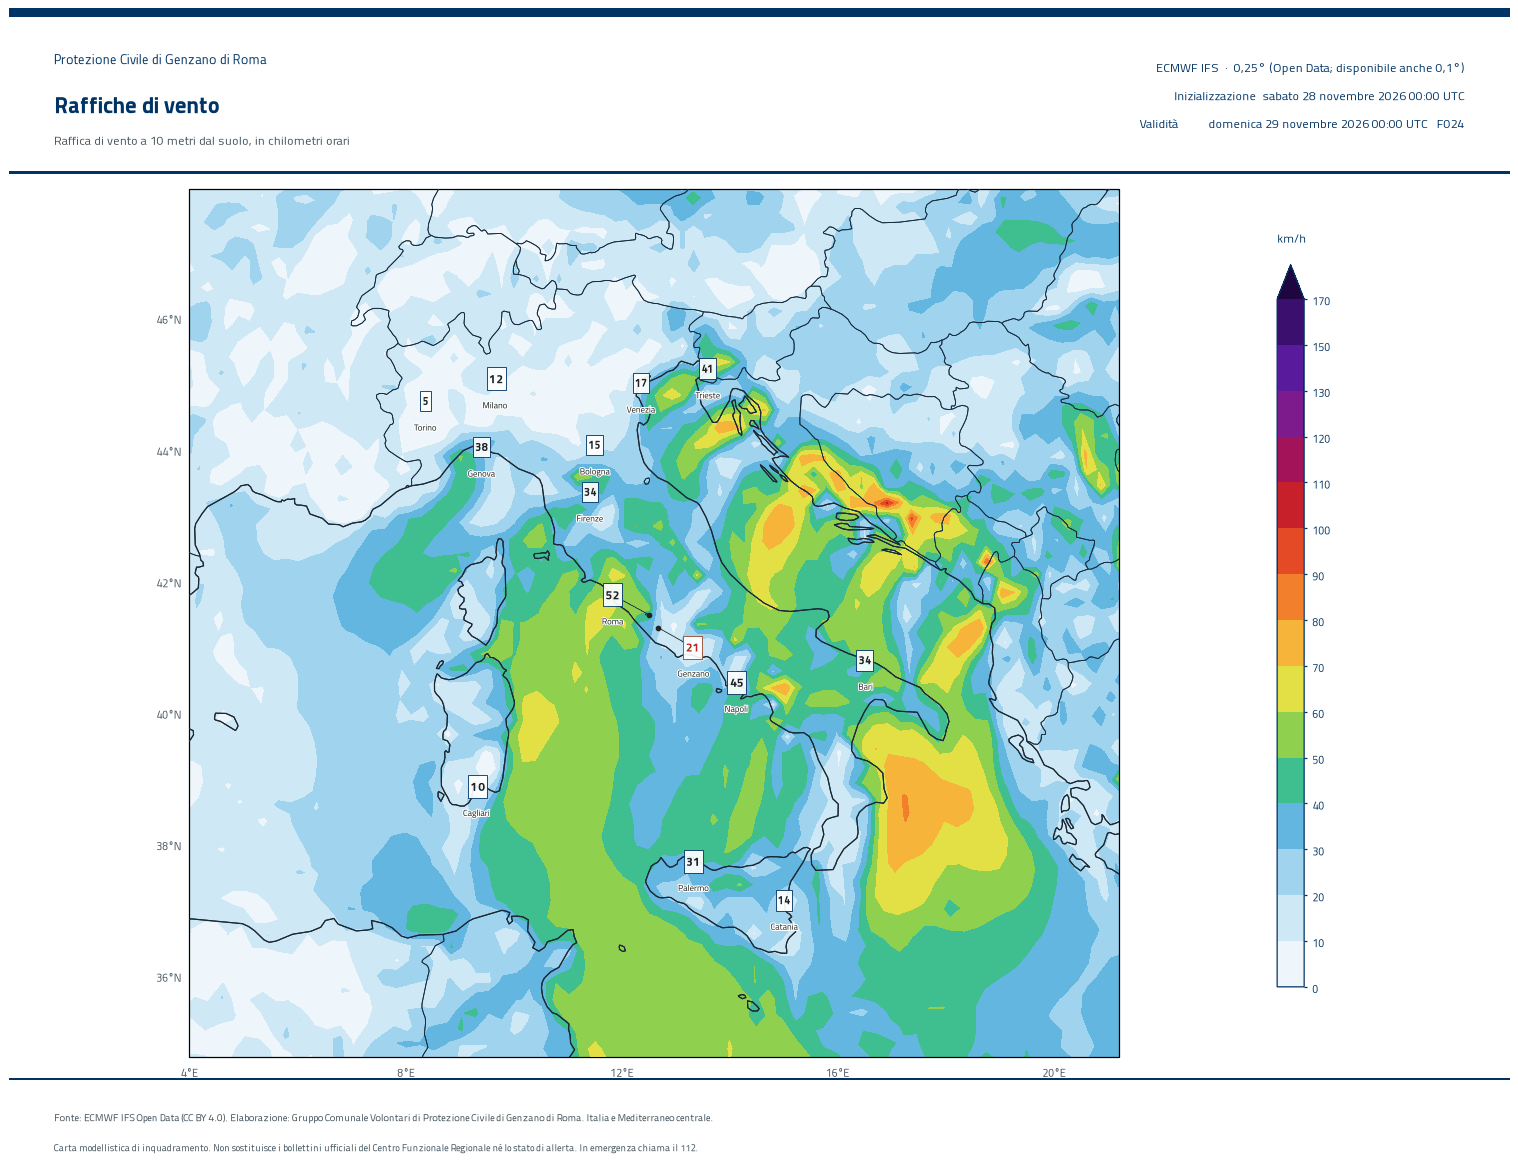 Protezione Civile di Genzano di Roma
Raffiche di vento
Raffica di vento a 10 metri dal suolo, in chilometri orari
ECMWF IFS · 0,25° (Open Data; disponibile anche 0,1°)
Inizializzazione sabato 28 novembre 2026 00:00 UTC
Validità domenica 29 novembre 2026 00:00 UTC F024
km/h
170
150
130
120
110
100
90
80
70
60
50
40
30
20
10
0
46°N
44°N
42°N
40°N
38°N
36°N
4°E
8°E
12°E
16°E
20°E
41
Trieste
17
Venezia
12
Milano
5
Torino
38
Genova
15
Bologna
34
Firenze
52
Roma
21
Genzano
45
Napoli
34
Bari
10
Cagliari
31
Palermo
14
Catania
Fonte: ECMWF IFS Open Data (CC BY 4.0). Elaborazione: Gruppo Comunale Volontari di Protezione Civile di Genzano di Roma. Italia e Mediterraneo centrale.
Carta modellistica di inquadramento. Non sostituisce i bollettini ufficiali del Centro Funzionale Regionale né lo stato di allerta. In emergenza chiama il 112.